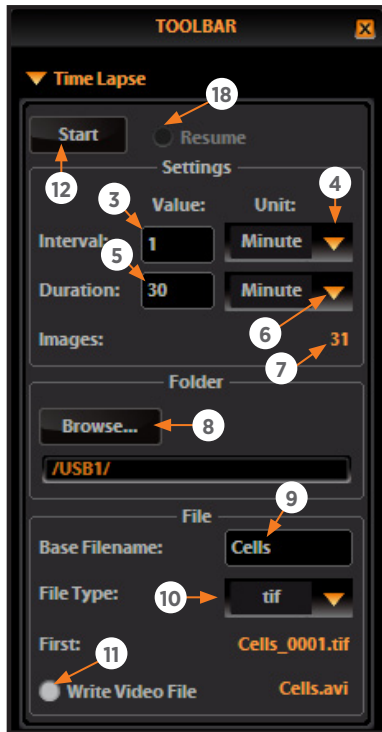 TOOLBAR
Time Lapse
18
Start Resume
12
Settings
3 4
Value: Unit:
Interval: 1 Minute
5
Duration: 30 Minute
6
Images: 31
7
Folder
Browse... 8
/USB1/
9
File
Base Filename: Cells
File Type: 10 tif
First: Cells_0001.tif
11
Write Video File Cells.avi